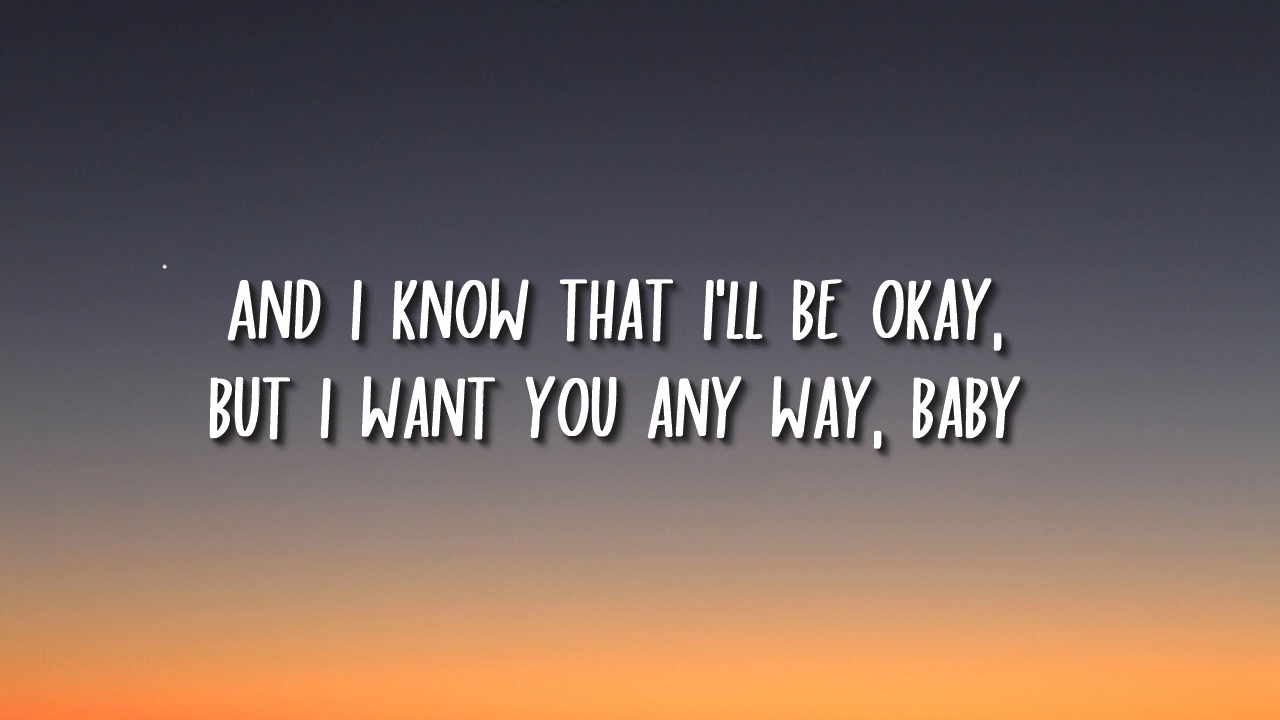 AND I KNOW THAT I'LL BE OKAY,
BUT I WANT YOU ANY WAY, BABY